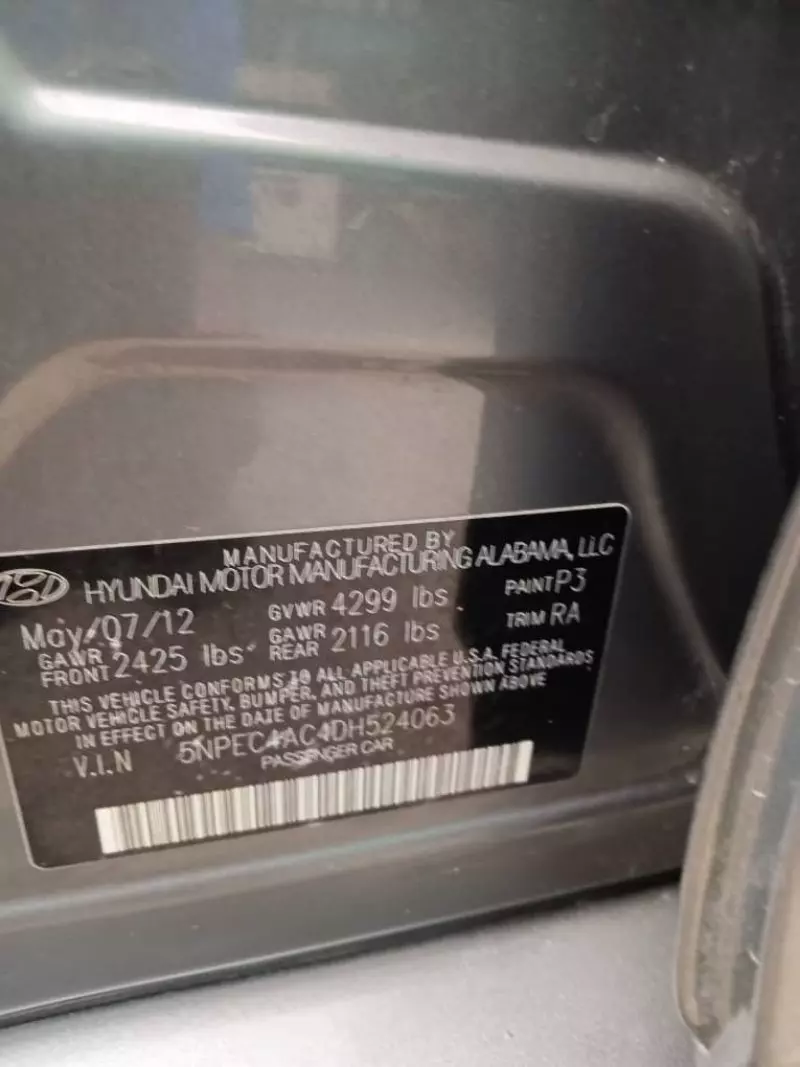 MANUFACTURED BY
HYUNDAI MOTOR MANUFACTURING ALABAMA, LLC
May/07/12 GVWR 4299 lbs PAINT P3
GAWR FRONT 2425 lbs GAWR REAR 2116 lbs TRIM RA
THIS VEHICLE CONFORMS TO ALL APPLICABLE U.S.A. FEDERAL
MOTOR VEHICLE SAFETY, BUMPER, AND THEFT PREVENTION STANDARDS
IN EFFECT ON THE DATE OF MANUFACTURE SHOWN ABOVE
V.I.N 5NPEC4AC4DH524063
PASSENGER CAR